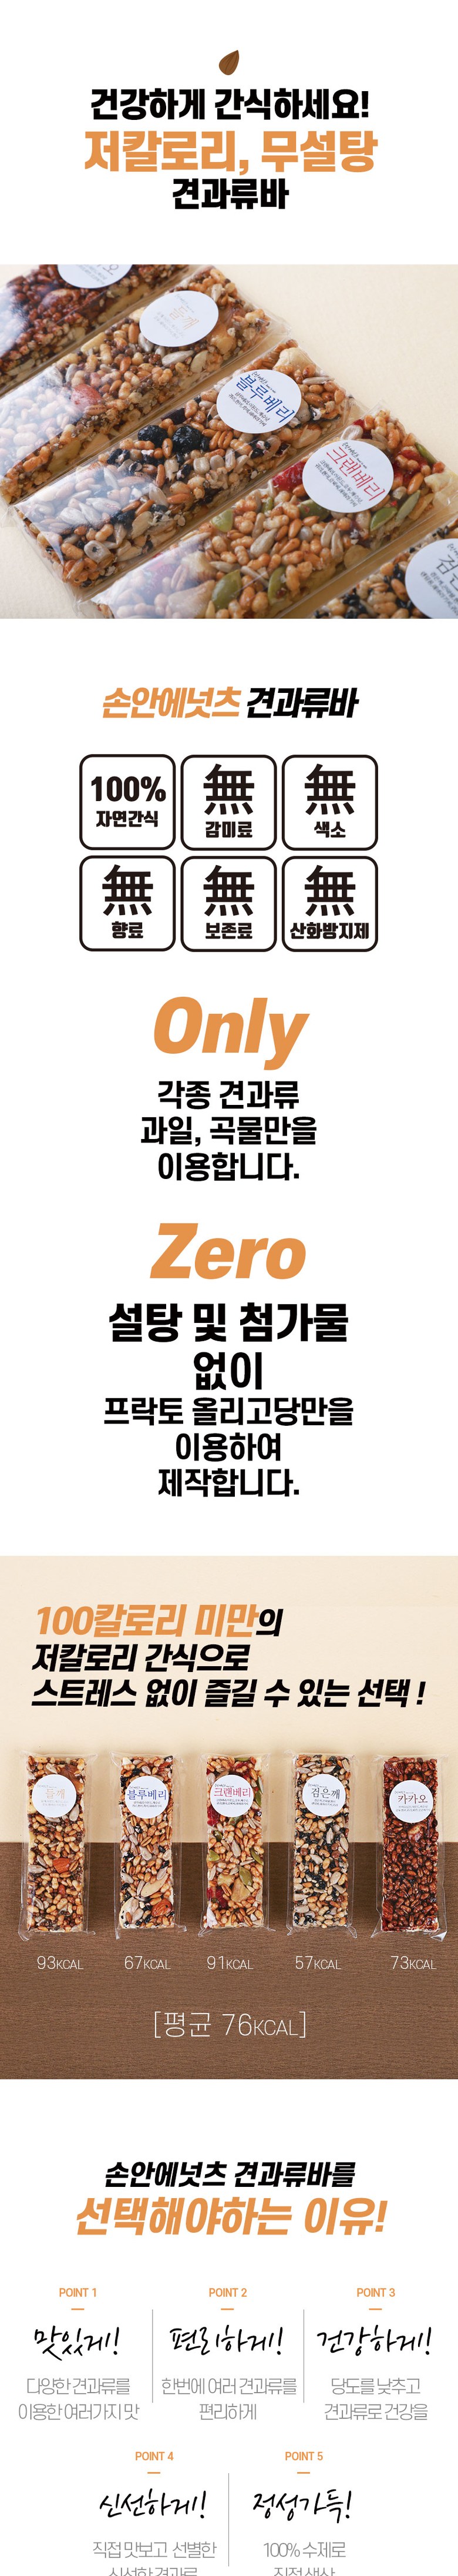 건강하게 간식하세요!
저칼로리, 무설탕
견과류바
들깨
블루베리
크랜베리
손안에넛츠 견과류바
100%
자연간식
無
감미료
無
색소
無
향료
無
보존료
無
산화방지제
Only
각종 견과류
과일, 곡물만을
이용합니다.
Zero
설탕 및 첨가물
없이
프락토 올리고당만을
이용하여
제작합니다.
100칼로리 미만의
저칼로리 간식으로
스트레스 없이 즐길 수 있는 선택 !
들깨
블루베리
크랜베리
검은깨
카카오
93KCAL
67KCAL
91KCAL
57KCAL
73KCAL
[평균 76KCAL]
손안에넛츠 견과류바를
선택해야하는 이유!
POINT 1
맛있게!
다양한 견과류를
이용한 여러가지 맛
POINT 2
편리하게!
한번에 여러 견과류를
편리하게
POINT 3
건강하게!
당도를 낮추고
견과류로 건강을
POINT 4
신선하게!
직접 맛보고 선별한
POINT 5
정성가득!
100% 수제로